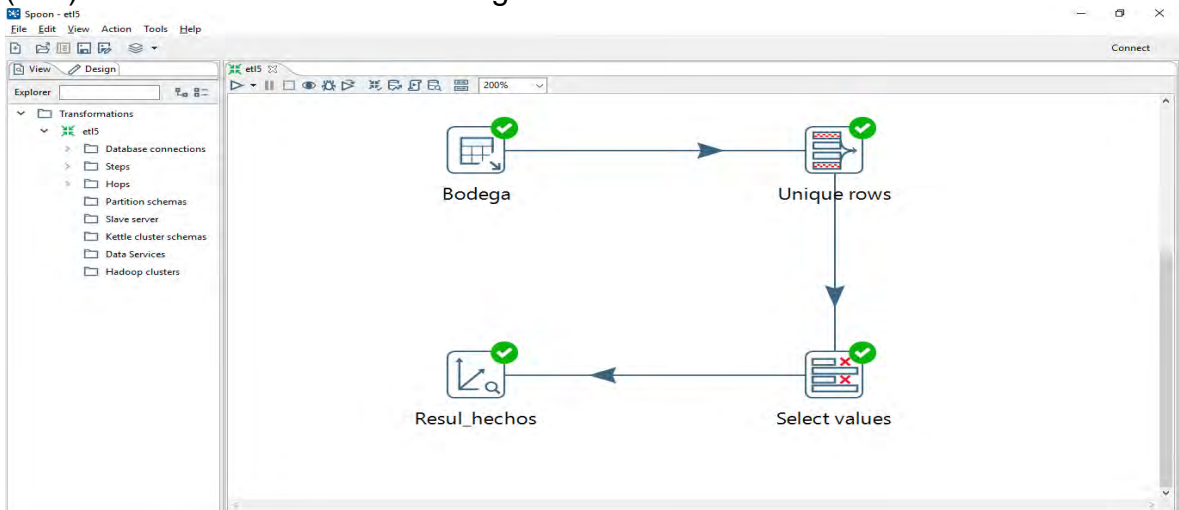 Spoon - etl5
File Edit View Action Tools Help
Connect
View Design
Explorer
Transformations
etl5
Database connections
Steps
Hops
Partition schemas
Slave server
Kettle cluster schemas
Data Services
Hadoop clusters
etl5
200%
Bodega
Unique rows
Resul_hechos
Select values